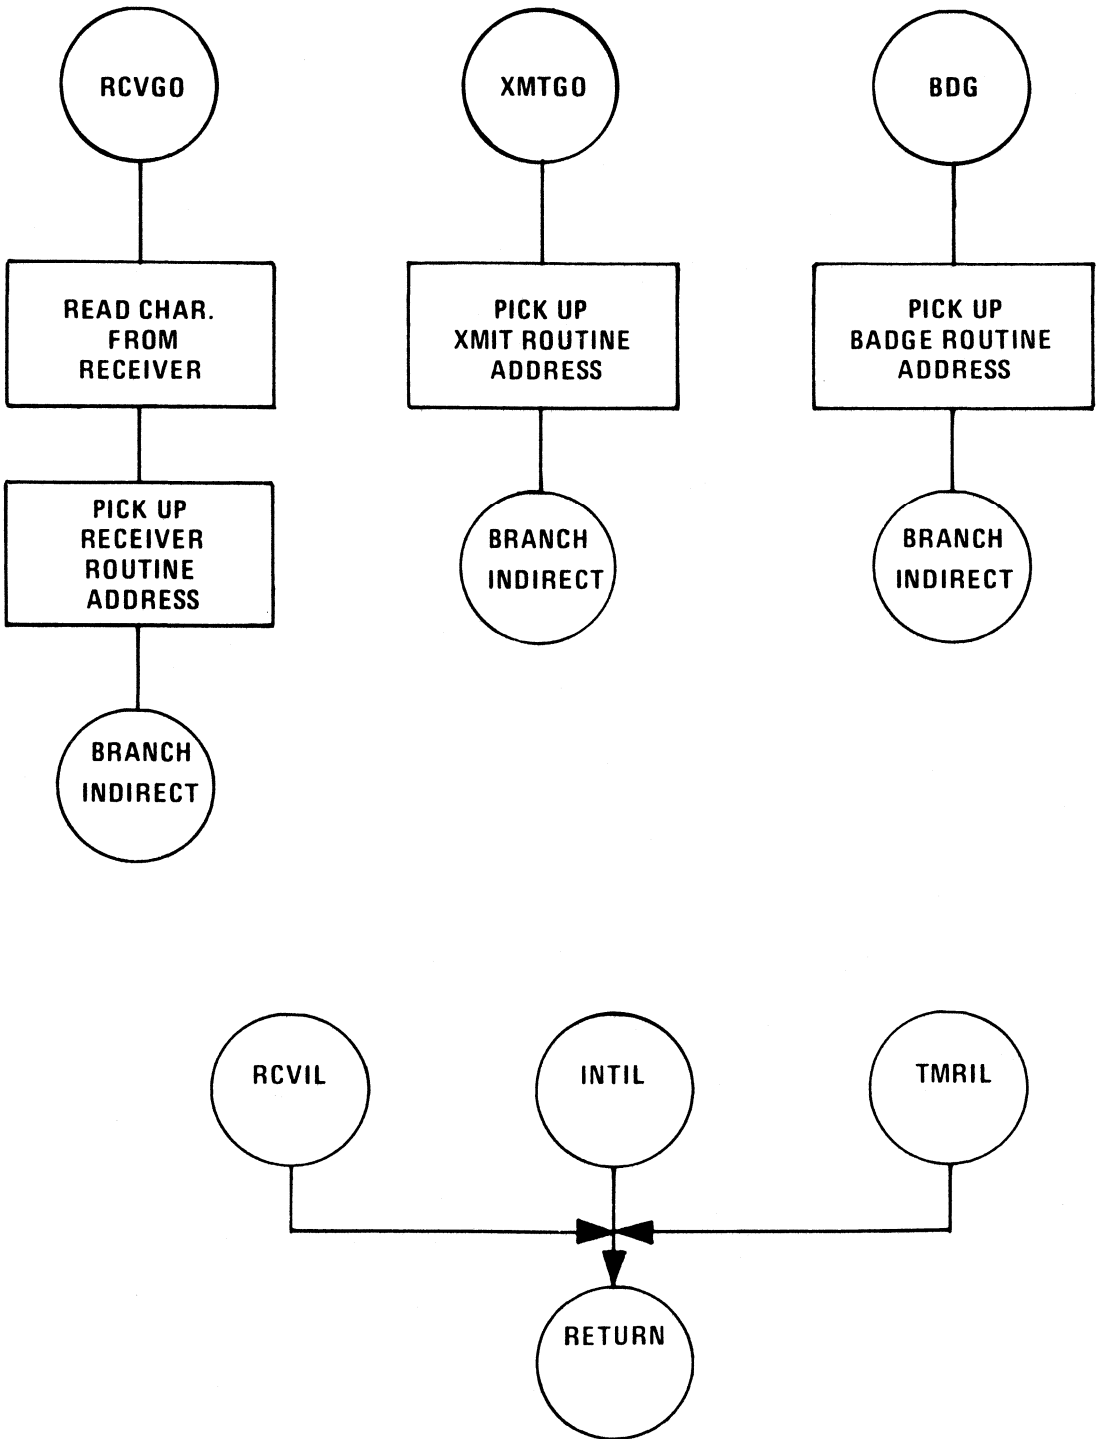 RCVGO
READ CHAR.
FROM
RECEIVER
PICK UP
RECEIVER
ROUTINE
ADDRESS
BRANCH
INDIRECT
XMTGO
PICK UP
XMIT ROUTINE
ADDRESS
BRANCH
INDIRECT
BDG
PICK UP
BADGE ROUTINE
ADDRESS
BRANCH
INDIRECT
RCVIL
INTIL
TMRIL
RETURN